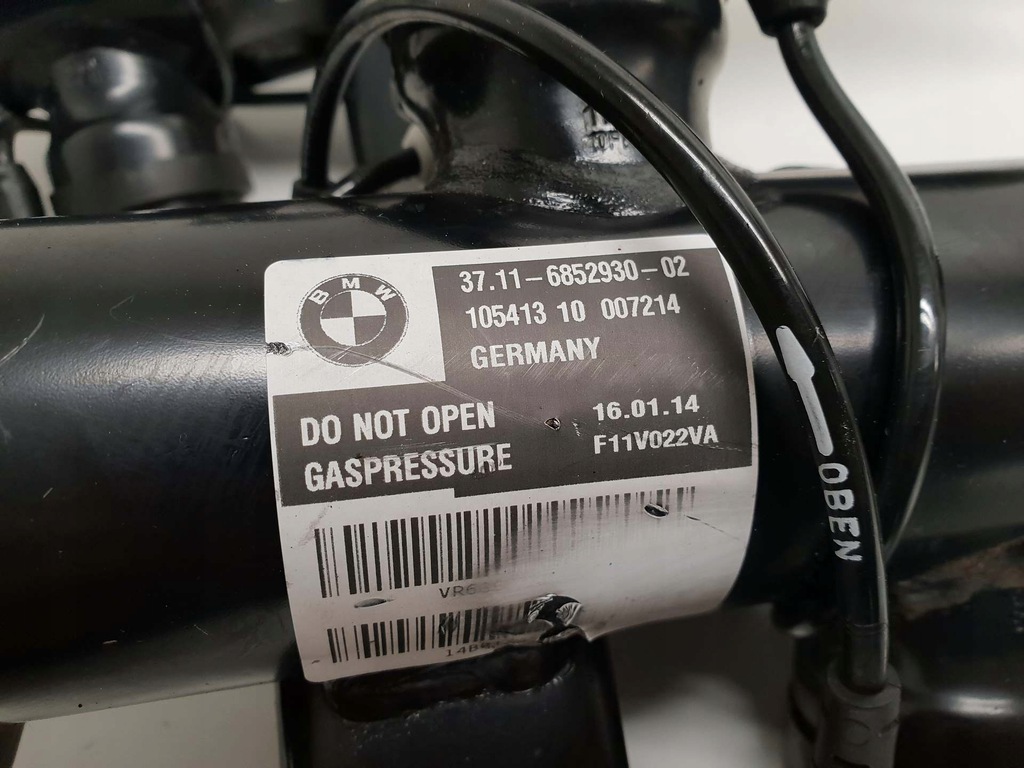 BMW
37.11-6852930-02
105413 10 007214
GERMANY
DO NOT OPEN
GASPRESSURE
16.01.14
F11V022VA
OBEN